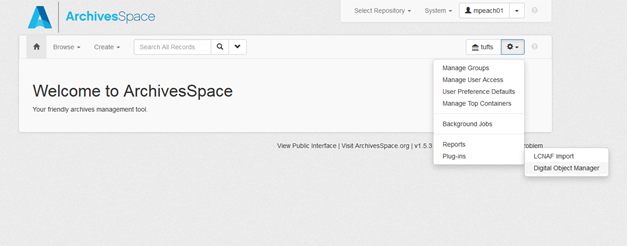 ArchivesSpace
Select Repository
System
mpeach01
Browse
Create
Search All Records
tufts
Manage Groups
Manage User Access
User Preference Defaults
Manage Top Containers
Background Jobs
Reports
Plug-ins
LCNAF Import
Digital Object Manager
Welcome to ArchivesSpace
Your friendly archives management tool.
View Public Interface | Visit ArchivesSpace.org | v1.5.3